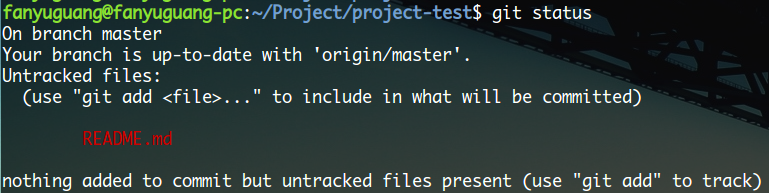 fanyuguang@fanyuguang-pc:~/Project/project-test$ git status
On branch master
Your branch is up-to-date with 'origin/master'.
Untracked files:
  (use "git add <file>..." to include in what will be committed)
        README.md
nothing added to commit but untracked files present (use "git add" to track)